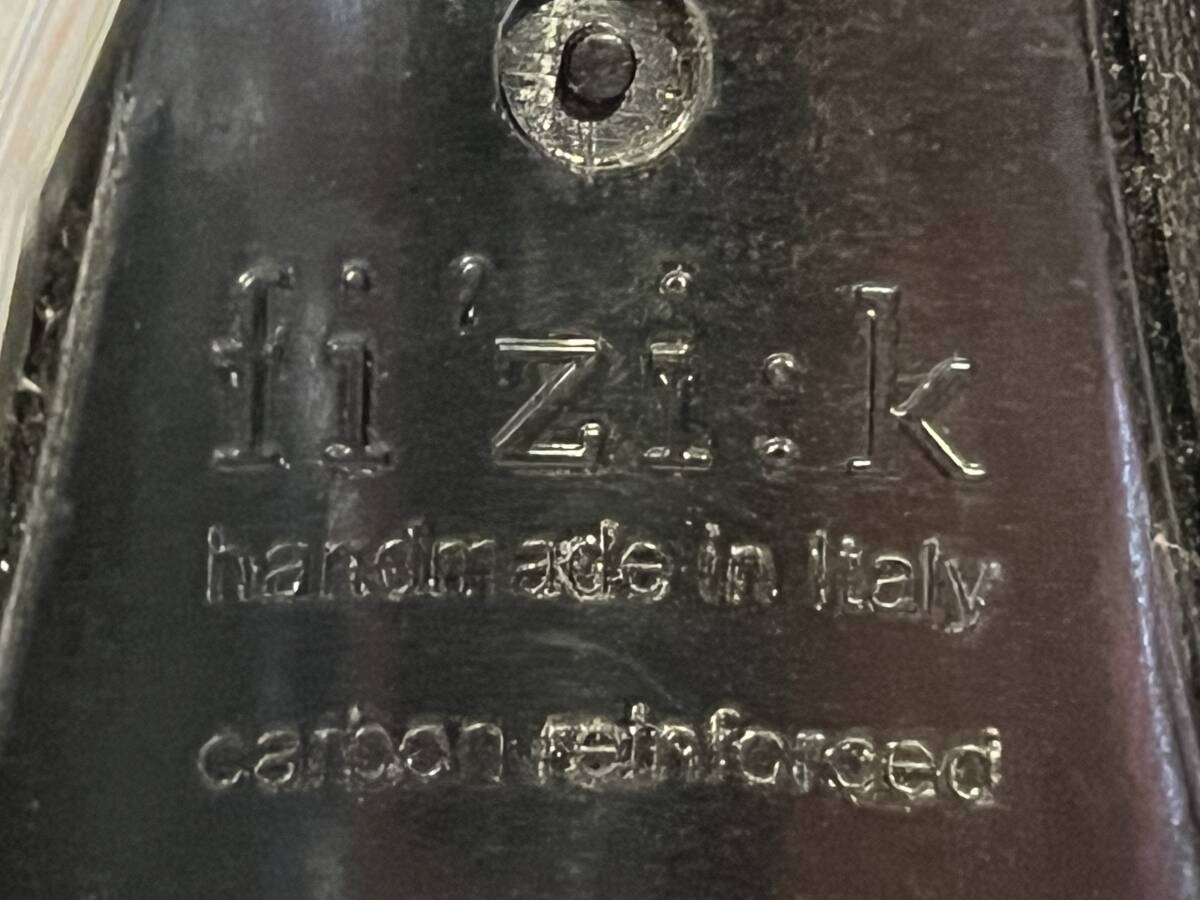 fi'zi:k
handmade in Italy
carbon reinforced